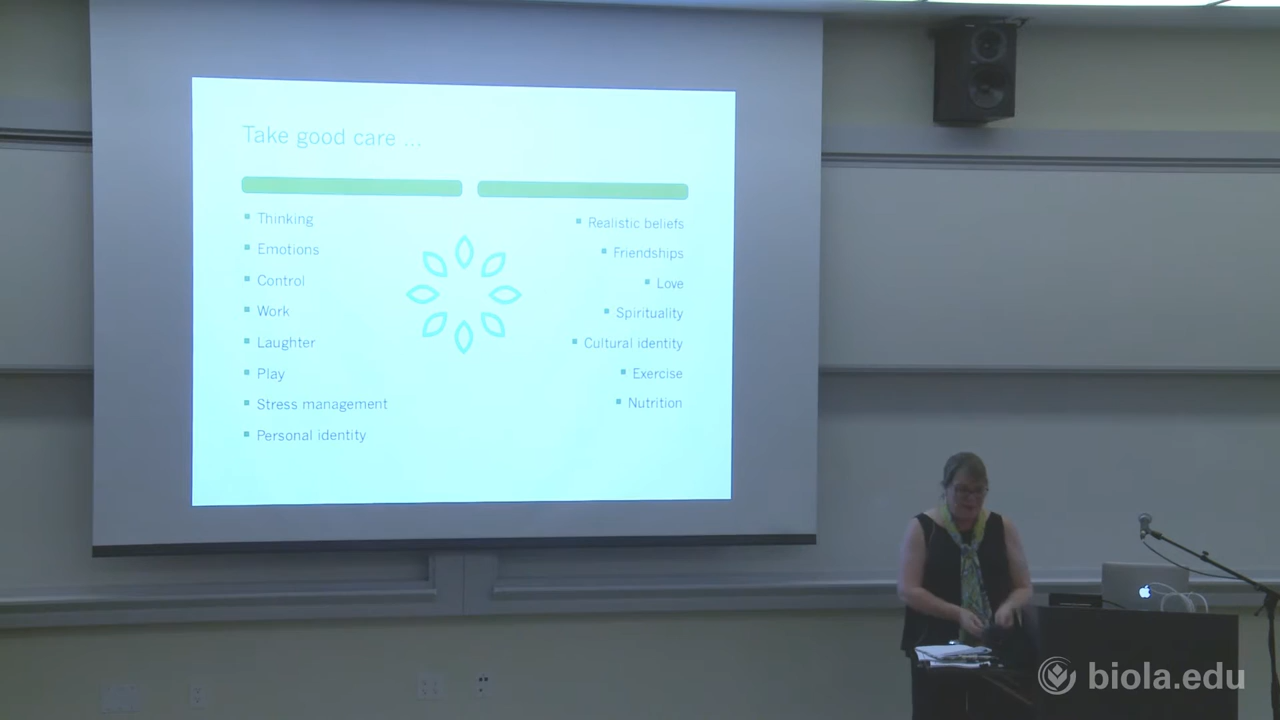 Take good care ...
Thinking
Emotions
Control
Work
Laughter
Play
Stress management
Personal identity
Realistic beliefs
Friendships
Love
Spirituality
Cultural identity
Exercise
Nutrition
biola.edu